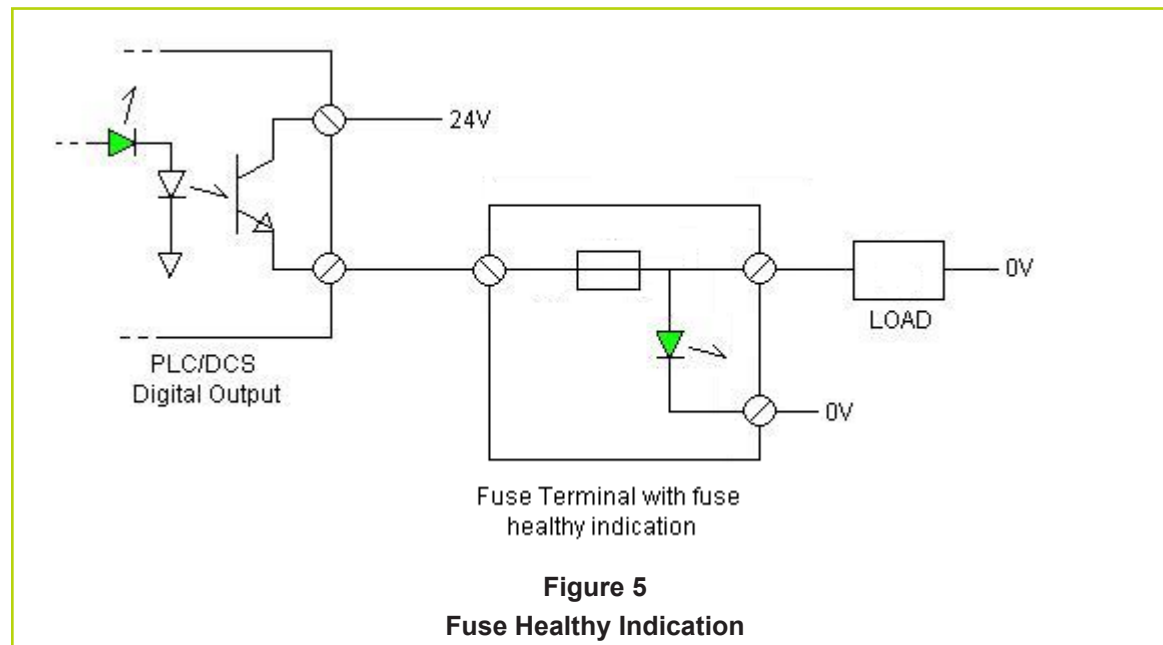 24V
PLC/DCS
Digital Output
0V
LOAD
0V
Fuse Terminal with fuse
healthy indication
Figure 5
Fuse Healthy Indication